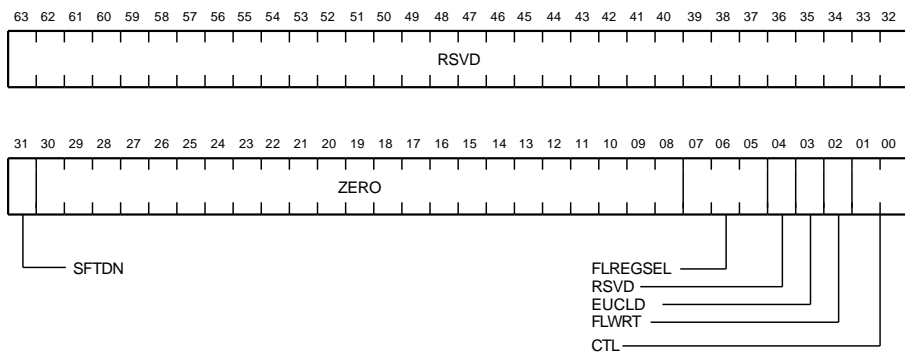 63 62 61 60 59 58 57 56 55 54 53 52 51 50 49 48 47 46 45 44 43 42 41 40 39 38 37 36 35 34 33 32
RSVD
31 30 29 28 27 26 25 24 23 22 21 20 19 18 17 16 15 14 13 12 11 10 09 08 07 06 05 04 03 02 01 00
ZERO
SFTDN
FLREGSEL
RSVD
EUCLD
FLWRT
CTL